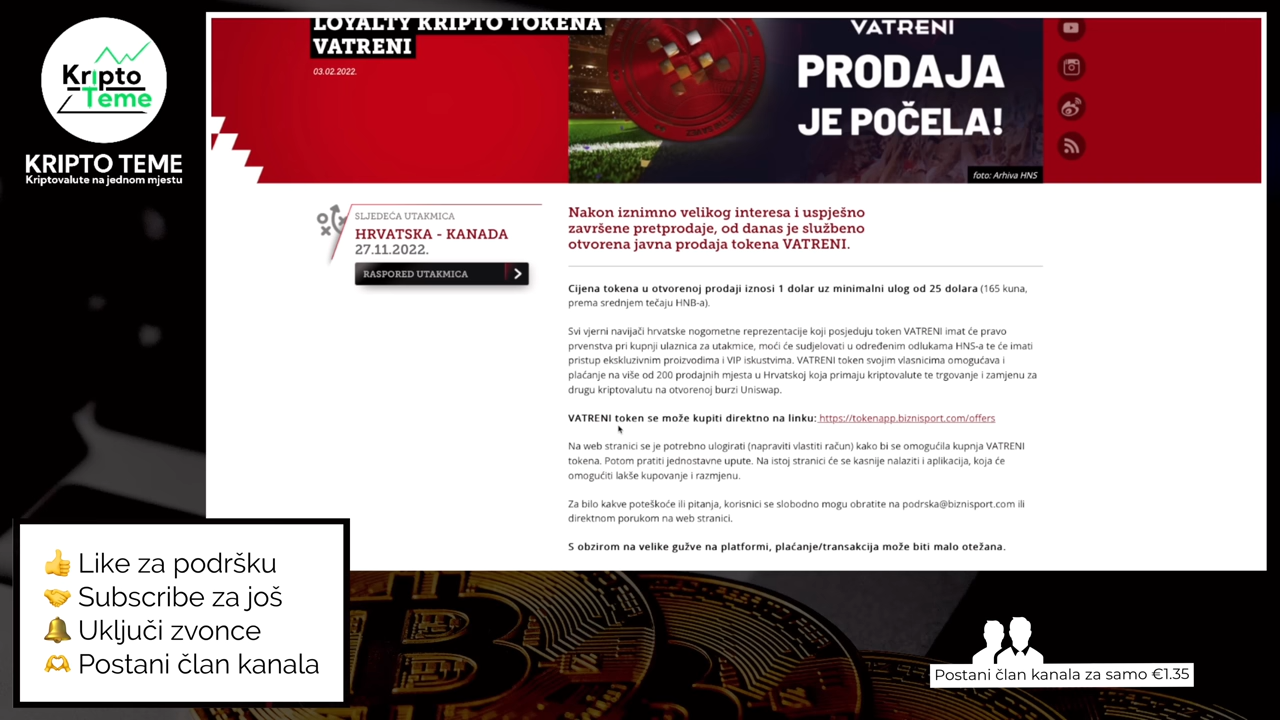 Kripto
Teme
KRIPTO TEME
Kriptovalute na jednom mjestu
LOYALTY KRIPTO TOKENA
VATRENI
03.02.2022.
VATRENI
PRODAJA
JE POČELA!
foto: Arhiva HNS
SLJEDEĆA UTAKMICA
HRVATSKA - KANADA
27.11.2022.
RASPORED UTAKMICA
Nakon iznimno velikog interesa i uspješno
završene pretprodaje, od danas je službeno
otvorena javna prodaja tokena VATRENI.
Cijena tokena u otvorenoj prodaji iznosi 1 dolar uz minimalni ulog od 25 dolara (165 kuna,
prema srednjem tečaju HNB-a).
Svi vjerni navijači hrvatske nogometne reprezentacije koji posjeduju token VATRENI imat će pravo
prvenstva pri kupnji ulaznica za utakmice, moći će sudjelovati u određenim odlukama HNS-a te će imati
pristup ekskluzivnim proizvodima i VIP iskustvima. VATRENI token svojim vlasnicima omogućava i
plaćanje na više od 200 prodajnih mjesta u Hrvatskoj koja primaju kriptovalute te trgovanje i zamjenu za
drugu kriptovalutu na otvorenoj burzi Uniswap.
VATRENI token se može kupiti direktno na linku: https://tokenapp.biznisport.com/offers
Na web stranici se je potrebno ulogirati (napraviti vlastiti račun) kako bi se omogućila kupnja VATRENI
tokena. Potom pratiti jednostavne upute. Na istoj stranici će se kasnije nalaziti i aplikacija, koja će
omogućiti lakše kupovanje i razmjenu.
Za bilo kakve poteškoće ili pitanja, korisnici se slobodno mogu obratite na podrska@biznisport.com ili
direktnom porukom na web stranici.
S obzirom na velike gužve na platformi, plaćanje/transakcija može biti malo otežana.
👍 Like za podršku
🤝 Subscribe za još
🔔 Uključi zvonce
🫶 Postani član kanala
Postani član kanala za samo €1.35